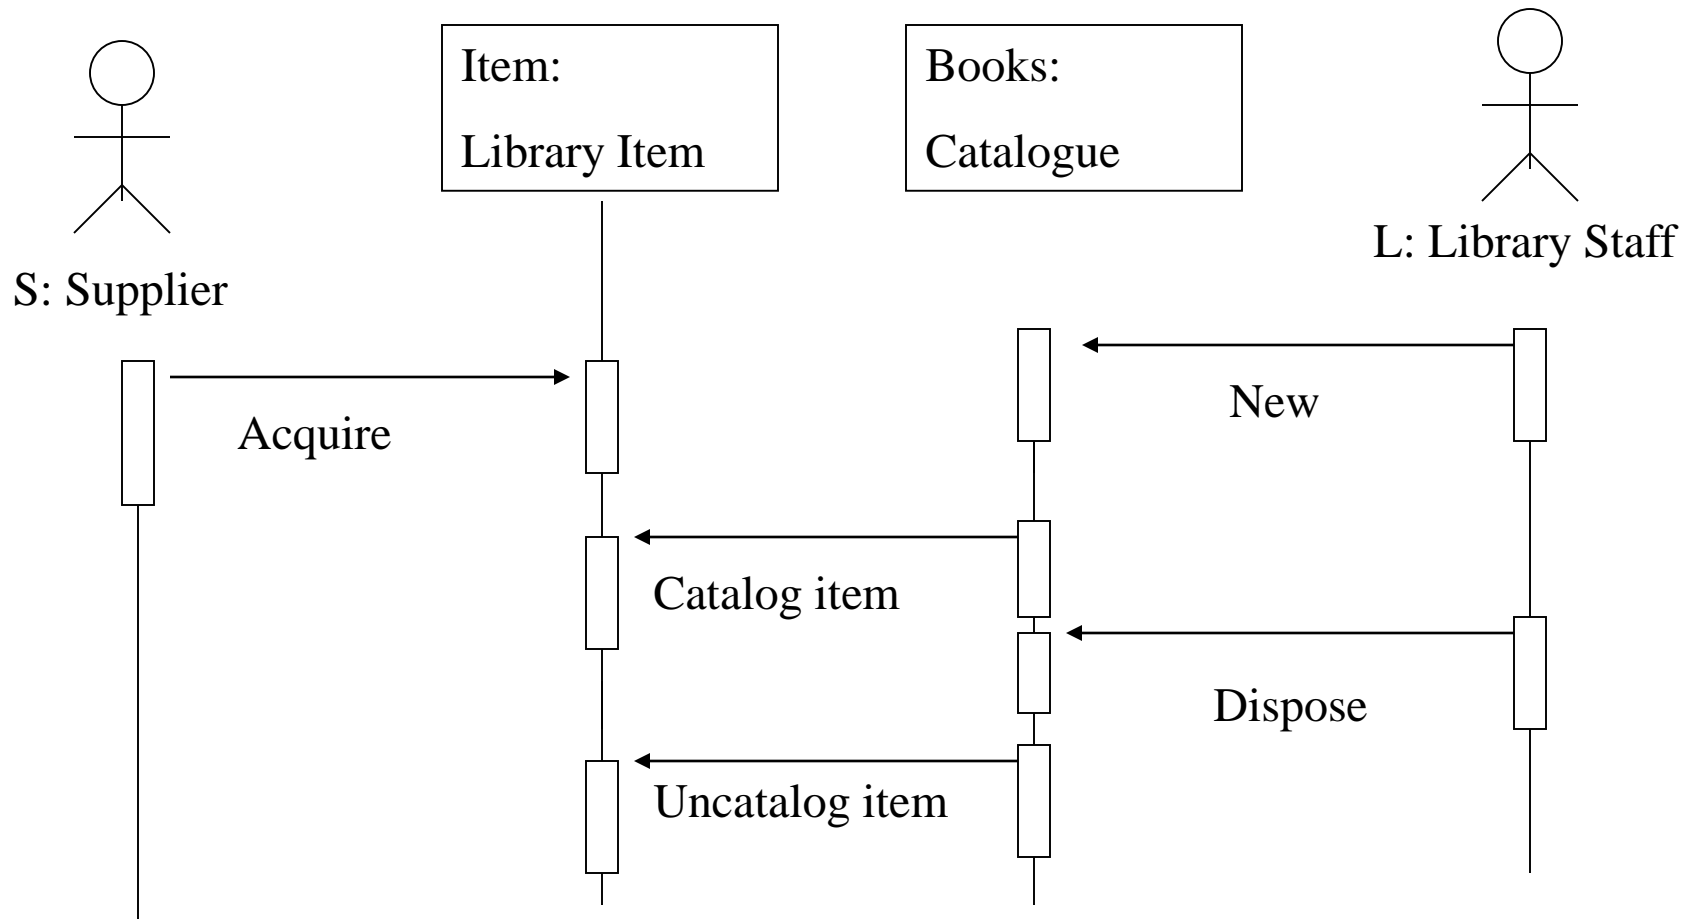 Item:
Library Item
Books:
Catalogue
L: Library Staff
S: Supplier
New
Acquire
Catalog item
Dispose
Uncatalog item